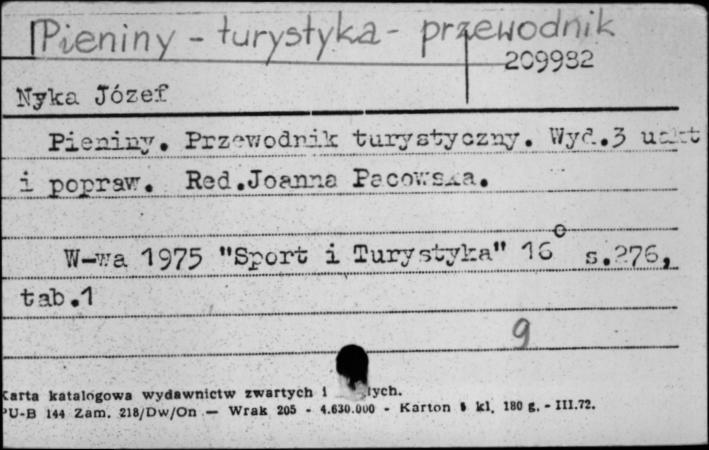 Pieniny - turystyka - przewodnik
209982
Nyka Józef
Pieniny. Przewodnik turystyczny. Wyd.3 uakt
i popraw. Red.Joanna Pacowska.
W-wa 1975 "Sport i Turystyka" 16° s.276,
tab.1
9
Karta katalogowa wydawnictw zwartych i
PU-B 144 Zam. 218/Dw/On — Wrak 205 - 4.630.000 - Karton kl. 180 g. - III.72.